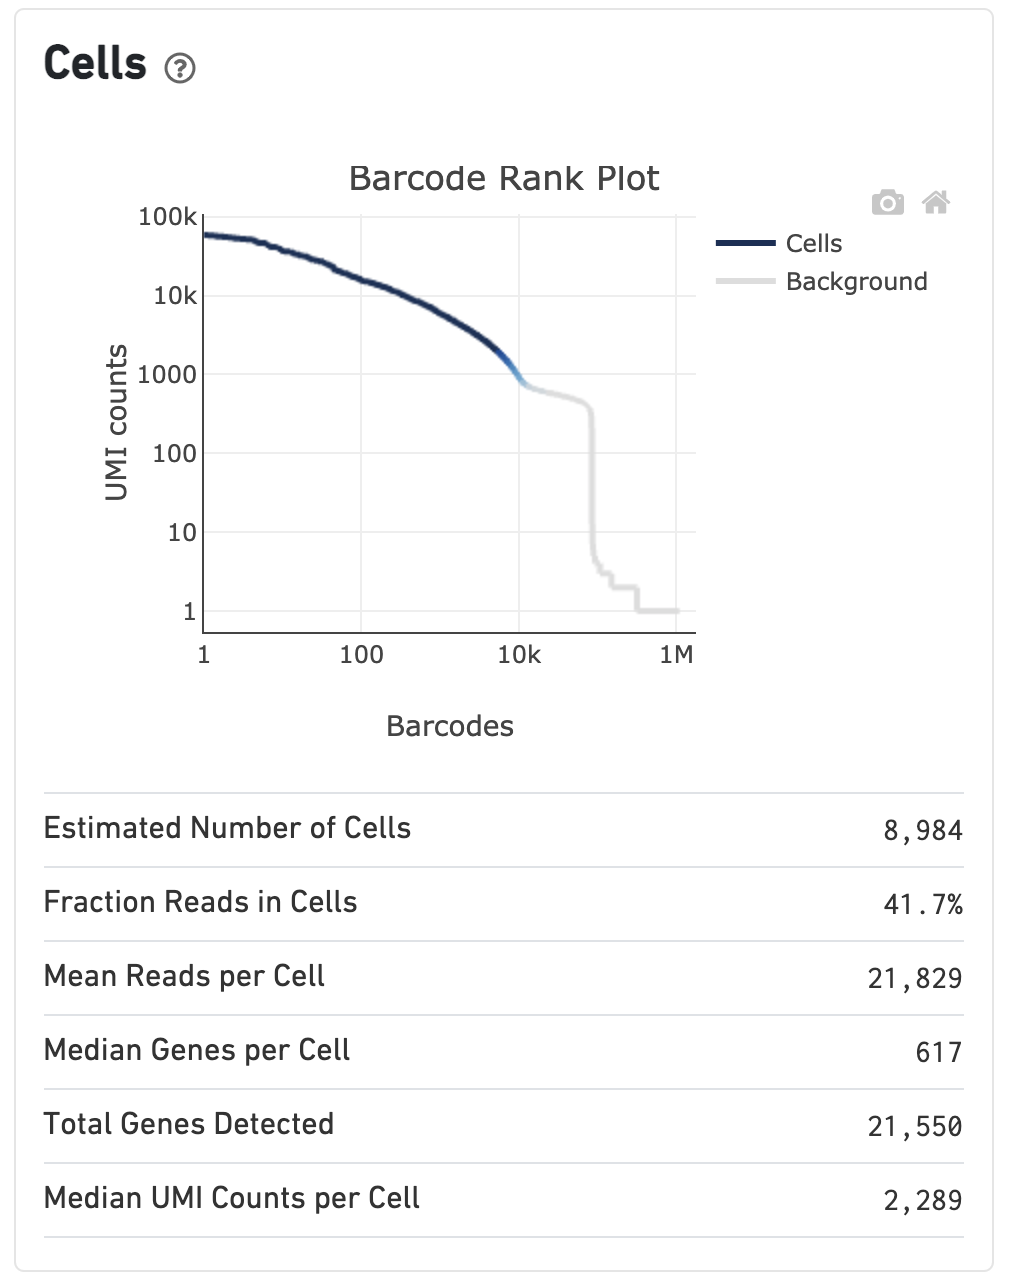 Cells ?
Barcode Rank Plot
100k
10k
1000
100
10
1
UMI counts
1 100 10k 1M
Barcodes
Cells
Background
Estimated Number of Cells 8,984
Fraction Reads in Cells 41.7%
Mean Reads per Cell 21,829
Median Genes per Cell 617
Total Genes Detected 21,550
Median UMI Counts per Cell 2,289